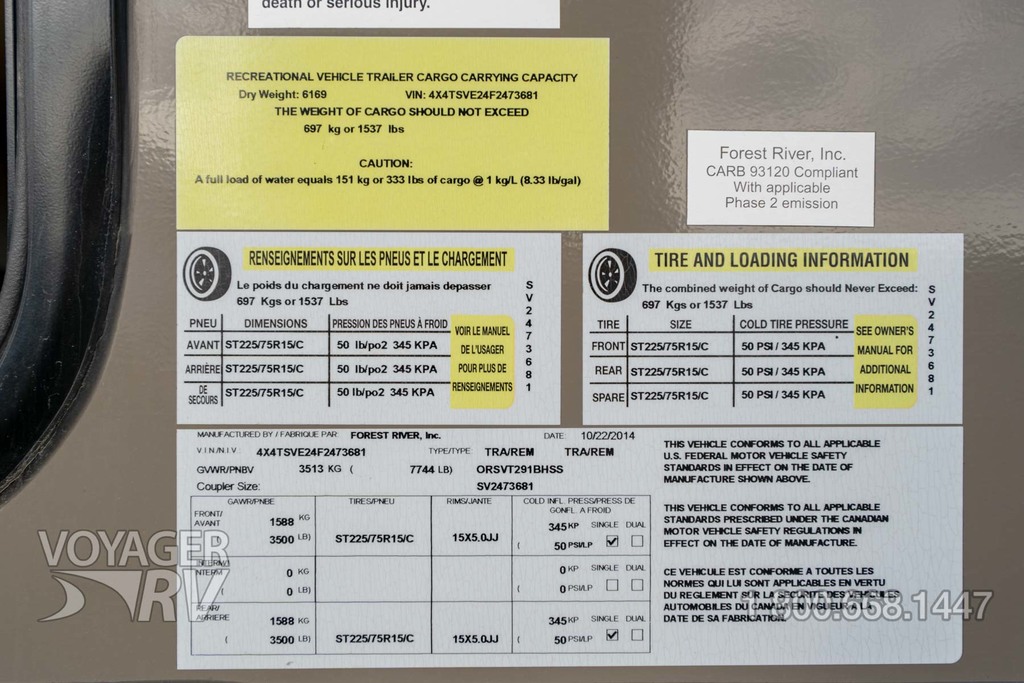 death or serious injury.
RECREATIONAL VEHICLE TRAILER CARGO CARRYING CAPACITY
Dry Weight: 6169 VIN: 4X4TSVE24F2473681
THE WEIGHT OF CARGO SHOULD NOT EXCEED
697 kg or 1537 lbs
CAUTION:
A full load of water equals 151 kg or 333 lbs of cargo @ 1 kg/L (8.33 lb/gal)
Forest River, Inc.
CARB 93120 Compliant
With applicable
Phase 2 emission
RENSEIGNEMENTS SUR LES PNEUS ET LE CHARGEMENT
Le poids du chargement ne doit jamais depasser
697 Kgs or 1537 Lbs
PNEU DIMENSIONS PRESSION DES PNEUS À FROID
AVANT ST225/75R15/C 50 lb/po2 345 KPA
ARRIÈRE ST225/75R15/C 50 lb/po2 345 KPA
DE SECOURS ST225/75R15/C 50 lb/po2 345 KPA
VOIR LE MANUEL
DE L'USAGER
POUR PLUS DE
RENSEIGNEMENTS
SV2473681
TIRE AND LOADING INFORMATION
The combined weight of Cargo should Never Exceed:
697 Kgs or 1537 Lbs
TIRE SIZE COLD TIRE PRESSURE
FRONT ST225/75R15/C 50 PSI / 345 KPA
REAR ST225/75R15/C 50 PSI / 345 KPA
SPARE ST225/75R15/C 50 PSI / 345 KPA
SEE OWNER'S
MANUAL FOR
ADDITIONAL
INFORMATION
SV2473681
MANUFACTURED BY / FABRIQUE PAR: FOREST RIVER, Inc. DATE: 10/22/2014
V.I.N/N.I.V. 4X4TSVE24F2473681 TYPE/TYPE: TRA/REM TRA/REM
GVWR/PNBV 3513 KG ( 7744 LB) ORSVT291BHSS
Coupler Size: SV2473681
GAWR/PNBE TIRES/PNEU RIMS/JANTE COLD INFL. PRESS/PRESS DE
GONFL. A FROID
FRONT/
AVANT 1588 KG 345 KP SINGLE DUAL
3500 LB) ST225/75R15/C 15X5.0JJ ( 50 PSI/LP
INTERM/
INTERM 0 KG 0 KP SINGLE DUAL
( 0 LB) ( 0 PSI/LP
REAR/
ARRIERE 1588 KG 345 KP SINGLE DUAL
( 3500 LB) ST225/75R15/C 15X5.0JJ ( 50 PSI/LP
THIS VEHICLE CONFORMS TO ALL APPLICABLE
U.S. FEDERAL MOTOR VEHICLE SAFETY
STANDARDS IN EFFECT ON THE DATE OF
MANUFACTURE SHOWN ABOVE.
THIS VEHICLE CONFORMS TO ALL APPLICABLE
STANDARDS PRESCRIBED UNDER THE CANADIAN
MOTOR VEHICLE SAFETY REGULATIONS IN
EFFECT ON THE DATE OF MANUFACTURE.
CE VEHICULE EST CONFORME A TOUTES LES
NORMES QUI LUI SONT APPLICABLES EN VERTU
DU REGLEMENT SUR LA SECURITE DES VEHICULES
AUTOMOBILES DU CANADA EN VIGUEUR A LA
DATE DE SA FABRICATION.
VOYAGER
RV
1.800.668.1447